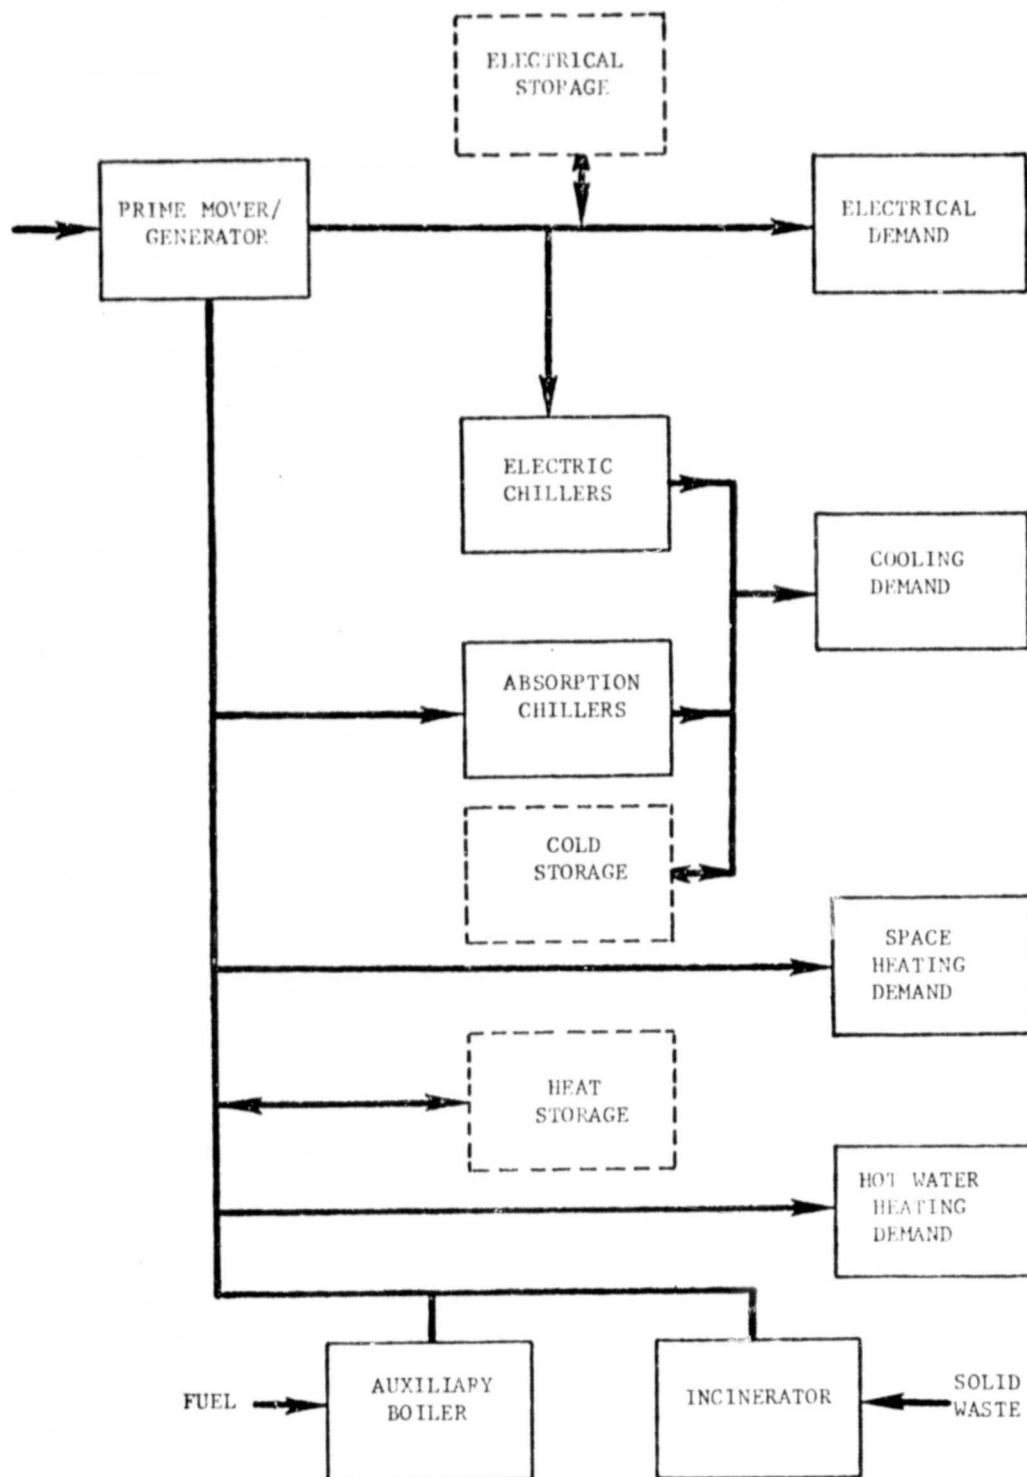 ELECTRICAL
STORAGE
PRIME MOVER/
GENERATOR
ELECTRICAL
DEMAND
ELECTRIC
CHILLERS
COOLING
DEMAND
ABSORPTION
CHILLERS
COLD
STORAGE
SPACE
HEATING
DEMAND
HEAT
STORAGE
HOT WATER
HEATING
DEMAND
FUEL
AUXILIARY
BOILER
INCINERATOR
SOLID
WASTE